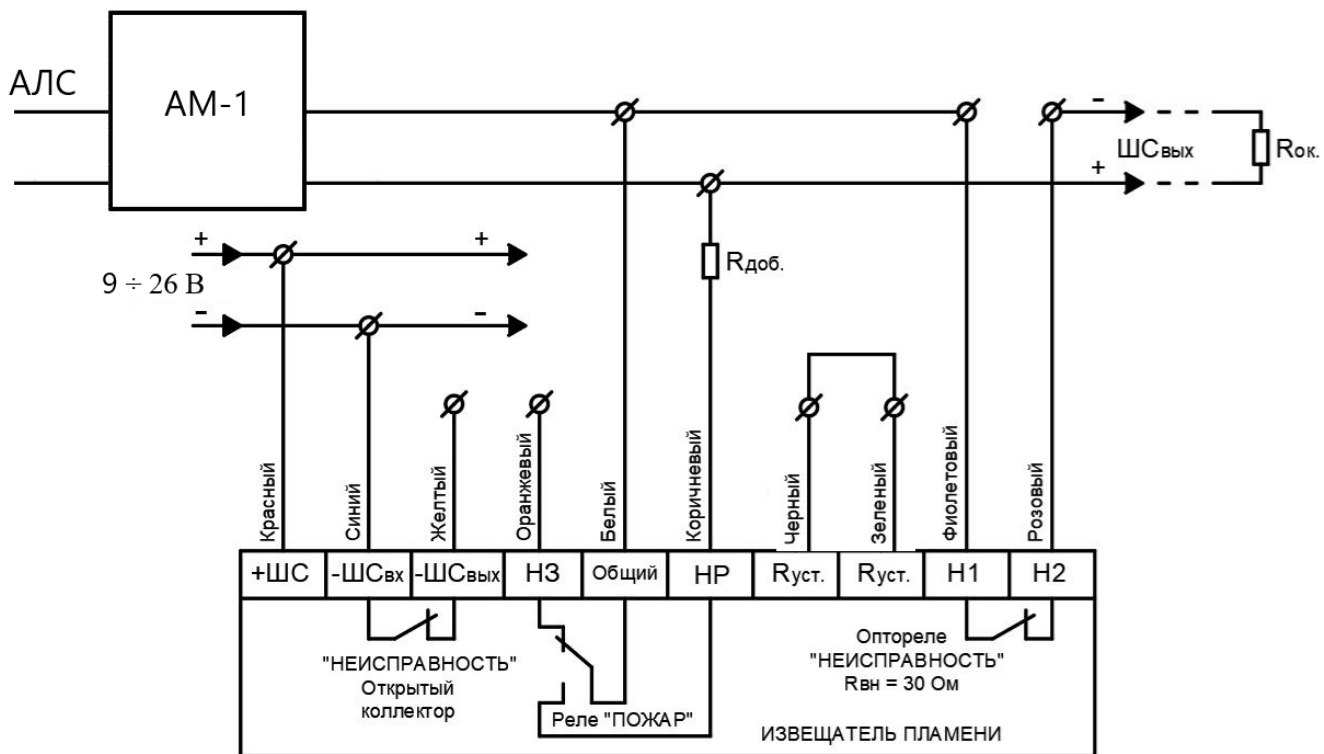 АЛС
АМ-1
-
ШСвых
+
Rок.
+
+
9 ÷ 26 В
-
-
Rдоб.
Красный
Синий
Желтый
Оранжевый
Белый
Коричневый
Черный
Зеленый
Фиолетовый
Розовый
+ШС
-ШСвх
-ШСвых
НЗ
Общий
НР
Rуст.
Rуст.
Н1
Н2
"НЕИСПРАВНОСТЬ"
Открытый
коллектор
Реле "ПОЖАР"
Оптореле
"НЕИСПРАВНОСТЬ"
Rвн = 30 Ом
ИЗВЕЩАТЕЛЬ ПЛАМЕНИ